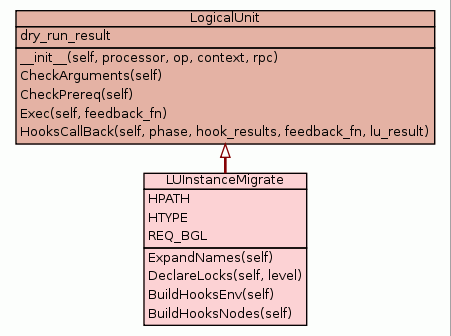 LogicalUnit
dry_run_result
__init__(self, processor, op, context, rpc)
CheckArguments(self)
CheckPrereq(self)
Exec(self, feedback_fn)
HooksCallBack(self, phase, hook_results, feedback_fn, lu_result)
LUInstanceMigrate
HPATH
HTYPE
REQ_BGL
ExpandNames(self)
DeclareLocks(self, level)
BuildHooksEnv(self)
BuildHooksNodes(self)